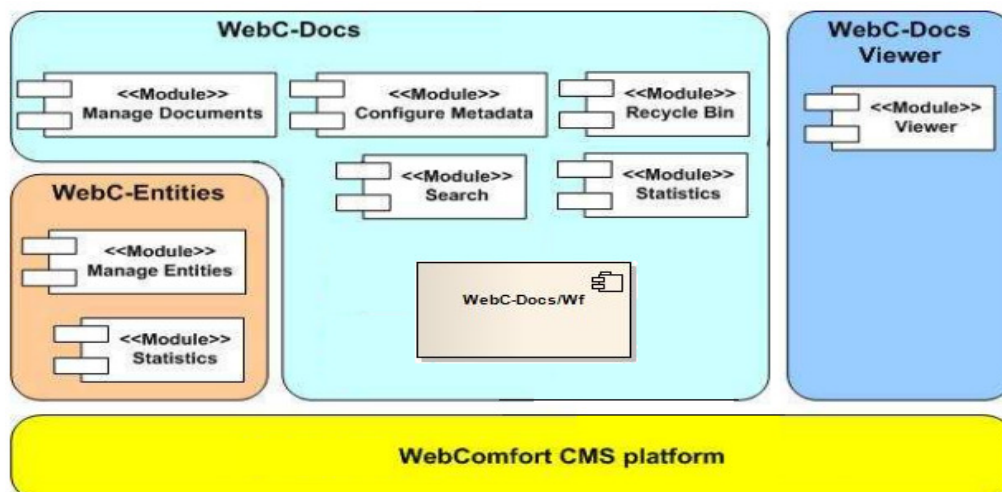 WebC-Docs
<<Module>>
Manage Documents
<<Module>>
Configure Metadata
<<Module>>
Recycle Bin
<<Module>>
Search
<<Module>>
Statistics
WebC-Docs/Wf
WebC-Docs
Viewer
<<Module>>
Viewer
WebC-Entities
<<Module>>
Manage Entities
<<Module>>
Statistics
WebComfort CMS platform